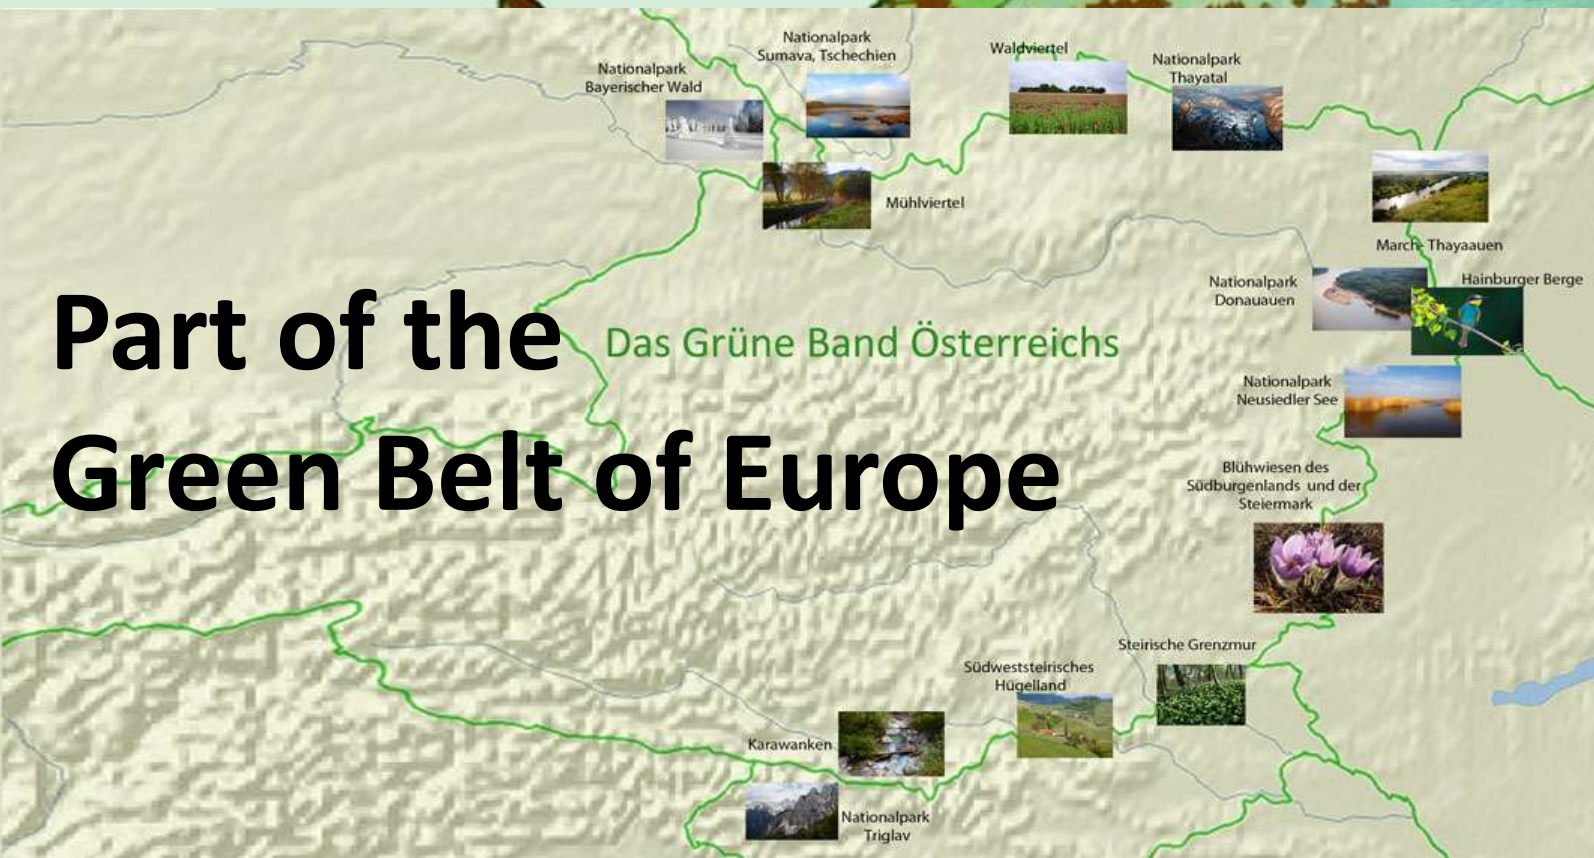 Nationalpark
Sumava, Tschechien
Waldviertel
Nationalpark
Thayatal
Nationalpark
Bayerischer Wald
Mühlviertel
March- Thayaauen
Nationalpark
Donauauen
Hainburger Berge
Part of the
Das Grüne Band Österreichs
Nationalpark
Neusiedler See
Green Belt of Europe
Blühwiesen des
Südburgenlands und der
Steiermark
Steirische Grenzmur
Südweststeirisches
Hügelland
Karawanken
Nationalpark
Triglav